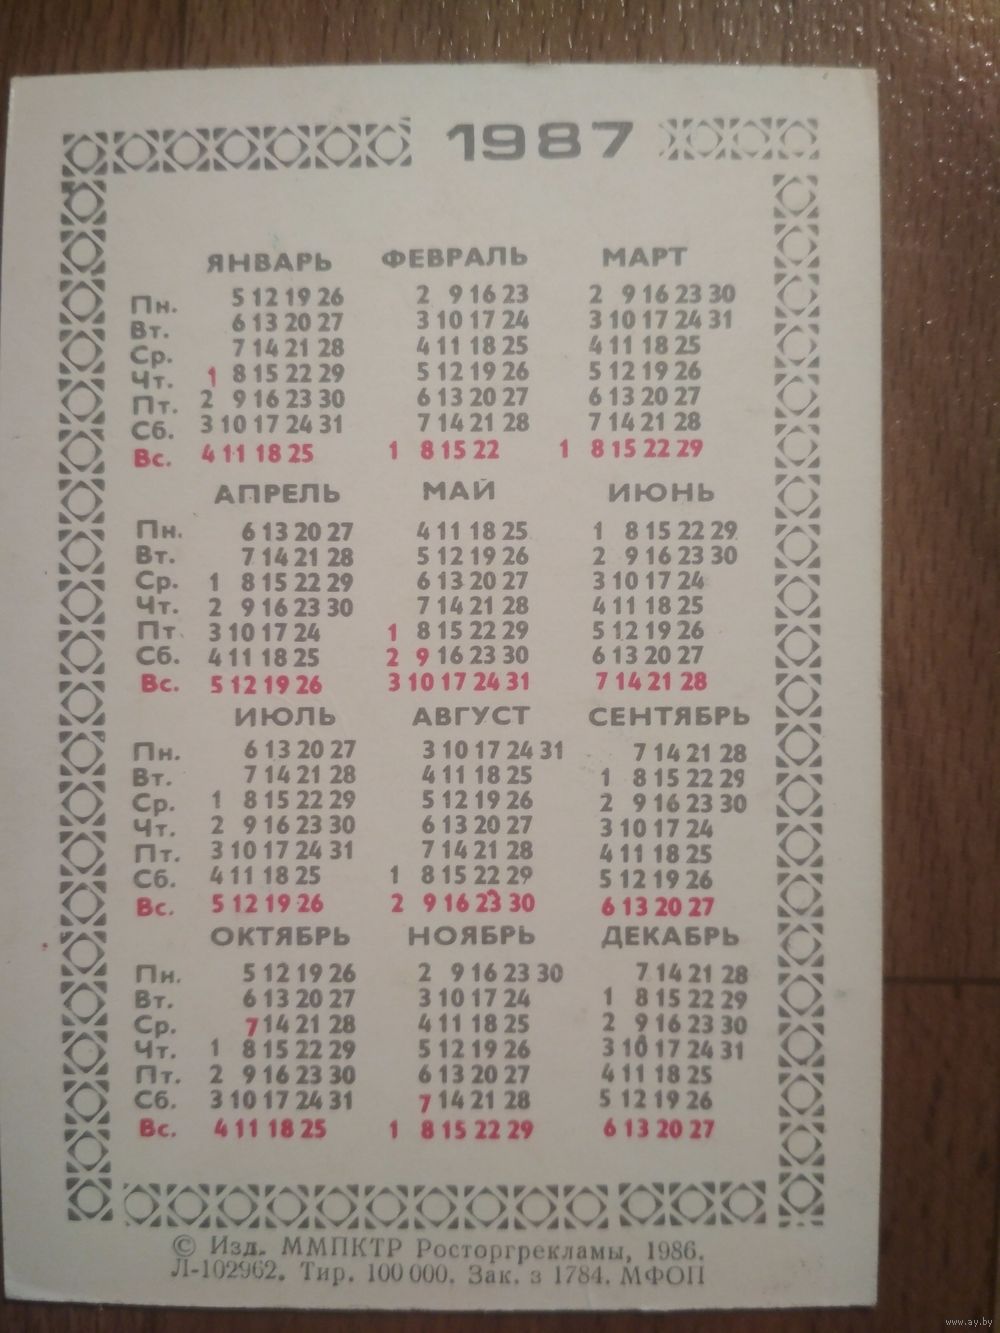 1987
ЯНВАРЬ ФЕВРАЛЬ МАРТ
Пн. 5 12 19 26 2 9 16 23 2 9 16 23 30
Вт. 6 13 20 27 3 10 17 24 3 10 17 24 31
Ср. 7 14 21 28 4 11 18 25 4 11 18 25
Чт. 1 8 15 22 29 5 12 19 26 5 12 19 26
Пт. 2 9 16 23 30 6 13 20 27 6 13 20 27
Сб. 3 10 17 24 31 7 14 21 28 7 14 21 28
Вс. 4 11 18 25 1 8 15 22 1 8 15 22 29
АПРЕЛЬ МАЙ ИЮНЬ
Пн. 6 13 20 27 4 11 18 25 1 8 15 22 29
Вт. 7 14 21 28 5 12 19 26 2 9 16 23 30
Ср. 1 8 15 22 29 6 13 20 27 3 10 17 24
Чт. 2 9 16 23 30 7 14 21 28 4 11 18 25
Пт 3 10 17 24 1 8 15 22 29 5 12 19 26
Сб. 4 11 18 25 2 9 16 23 30 6 13 20 27
Вс. 5 12 19 26 3 10 17 24 31 7 14 21 28
ИЮЛЬ АВГУСТ СЕНТЯБРЬ
Пн. 6 13 20 27 3 10 17 24 31 7 14 21 28
Вт. 7 14 21 28 4 11 18 25 1 8 15 22 29
Ср. 1 8 15 22 29 5 12 19 26 2 9 16 23 30
Чт. 2 9 16 23 30 6 13 20 27 3 10 17 24
Пт. 3 10 17 24 31 7 14 21 28 4 11 18 25
Сб. 4 11 18 25 1 8 15 22 29 5 12 19 26
Вс. 5 12 19 26 2 9 16 23 30 6 13 20 27
ОКТЯБРЬ НОЯБРЬ ДЕКАБРЬ
Пн. 5 12 19 26 2 9 16 23 30 7 14 21 28
Вт. 6 13 20 27 3 10 17 24 1 8 15 22 29
Ср. 7 14 21 28 4 11 18 25 2 9 16 23 30
Чт. 1 8 15 22 29 5 12 19 26 3 10 17 24 31
Пт. 2 9 16 23 30 6 13 20 27 4 11 18 25
Сб. 3 10 17 24 31 7 14 21 28 5 12 19 26
Вс. 4 11 18 25 1 8 15 22 29 6 13 20 27
© Изд. ММПКТР Росторгрекламы, 1986.
Л-102962. Тир. 100 000. Зак. з 1784. МФОП
www.ay.by